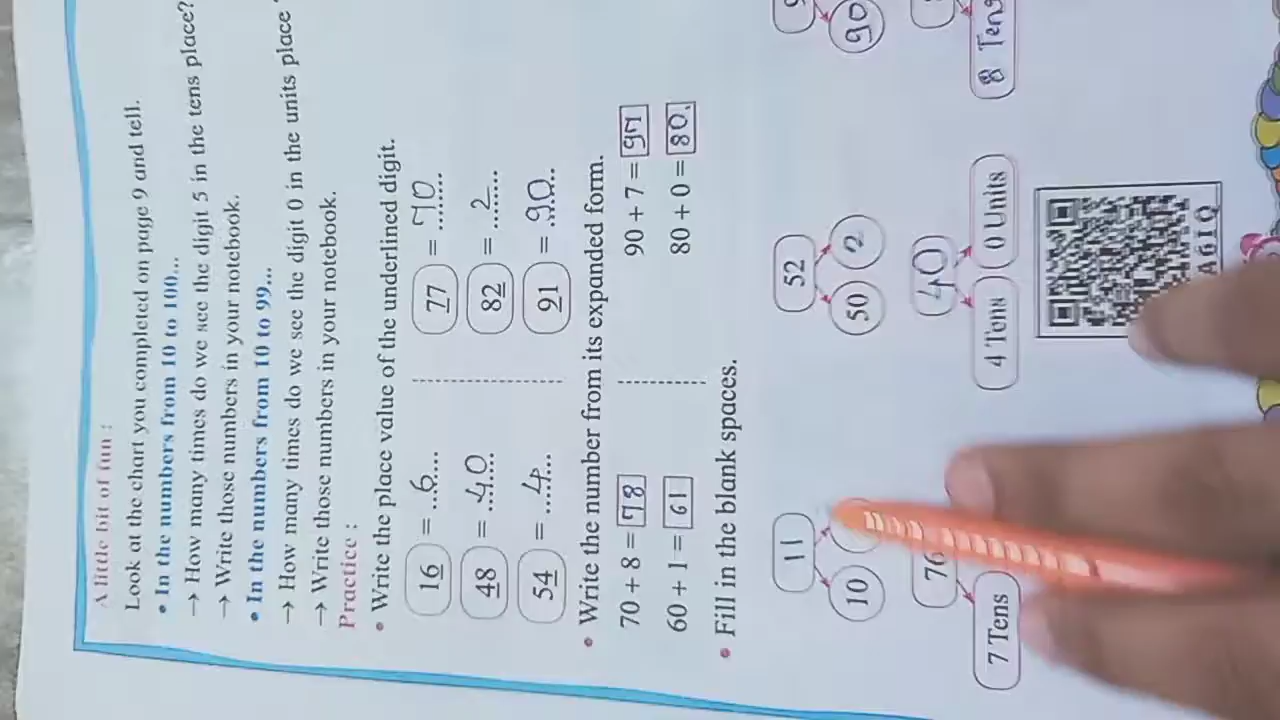 A little bit of fun :
Look at the chart you completed on page 9 and tell.
• In the numbers from 10 to 100...
→ How many times do we see the digit 5 in the tens place?
→ Write those numbers in your notebook.
• In the numbers from 10 to 99...
→ How many times do we see the digit 0 in the units place
→ Write those numbers in your notebook.
Practice :
• Write the place value of the underlined digit.
16 = 6 77 = 70
48 = 40 82 = 2
54 = 4 91 = 90
• Write the number from its expanded form.
70 + 8 = 78 90 + 7 = 97
60 + 1 = 61 80 + 0 = 80.
• Fill in the blank spaces.
11 52
10 50 2 90
76 40
7 Tens 4 Tens 0 Units 8 Tens
A61Q